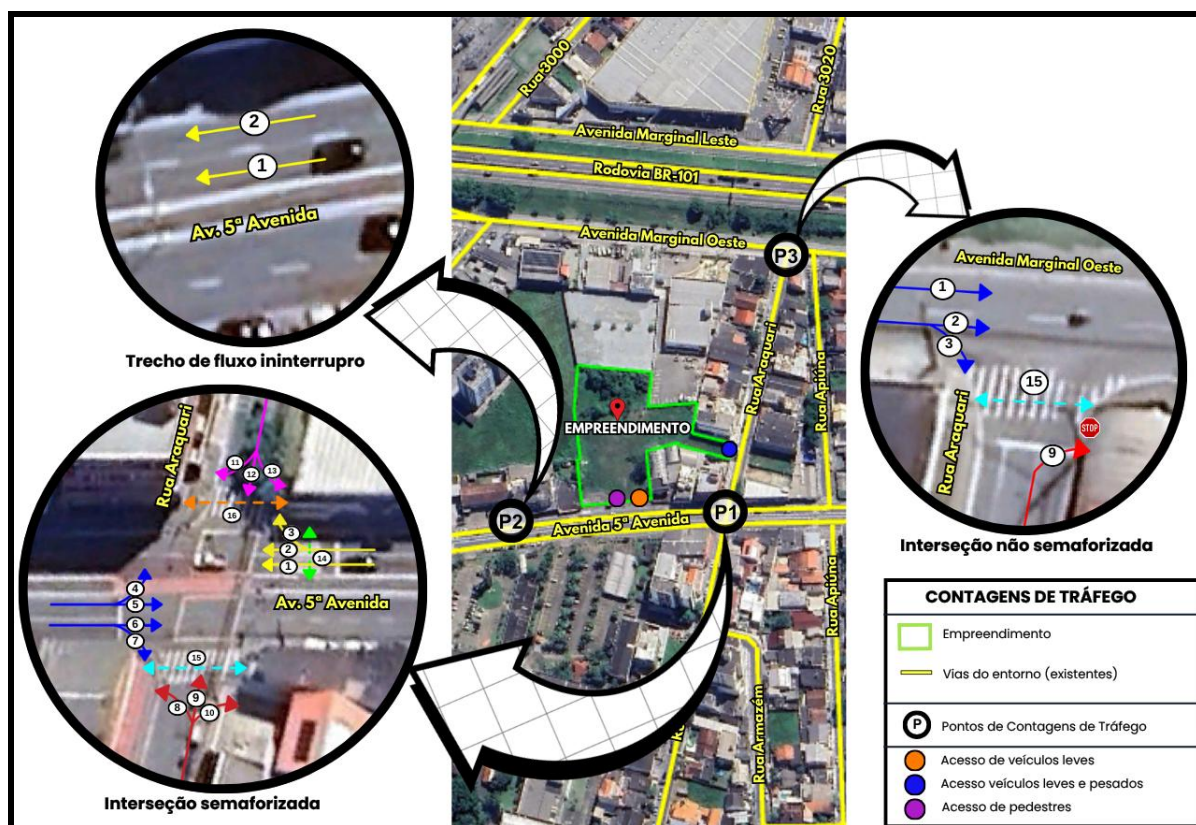 2
1
Av. 5ª Avenida
Trecho de fluxo ininterrupro
Rua Araquari
11
12
13
16
3
2
1
14
Av. 5ª Avenida
4
5
6
7
15
8
9
10
Interseção semaforizada
Rua 3000
Rua 3020
Avenida Marginal Leste
Rodovia BR-101
Avenida Marginal Oeste
P3
Rua Araquari
Rua Apiúna
EMPREENDIMENTO
P2
P1
Avenida 5ª Avenida
Rua Apiúna
Rua Armazém
Avenida Marginal Oeste
1
2
3
15
STOP
9
Rua Araquari
Interseção não semaforizada
CONTAGENS DE TRÁFEGO
Empreendimento
Vias do entorno (existentes)
P Pontos de Contagens de Tráfego
Acesso de veículos leves
Acesso veículos leves e pesados
Acesso de pedestres